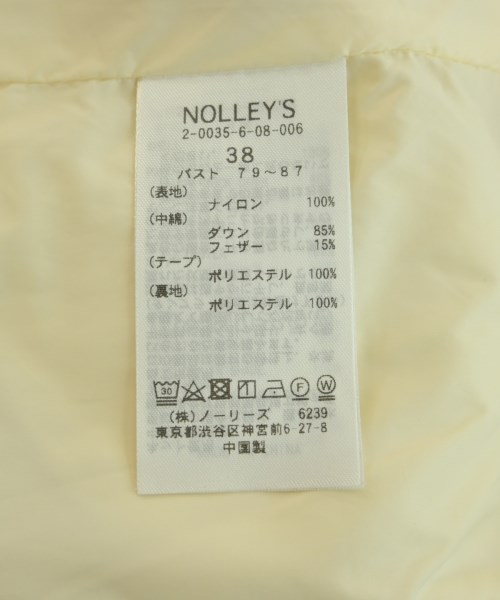 NOLLEY'S
2-0035-6-08-006
38
バスト 79~87
(表地)
ナイロン 100%
(中綿)
ダウン 85%
フェザー 15%
(テープ)
ポリエステル 100%
(裏地)
ポリエステル 100%
30 F W
(株)ノーリーズ 6239
東京都渋谷区神宮前6-27-8
中国製